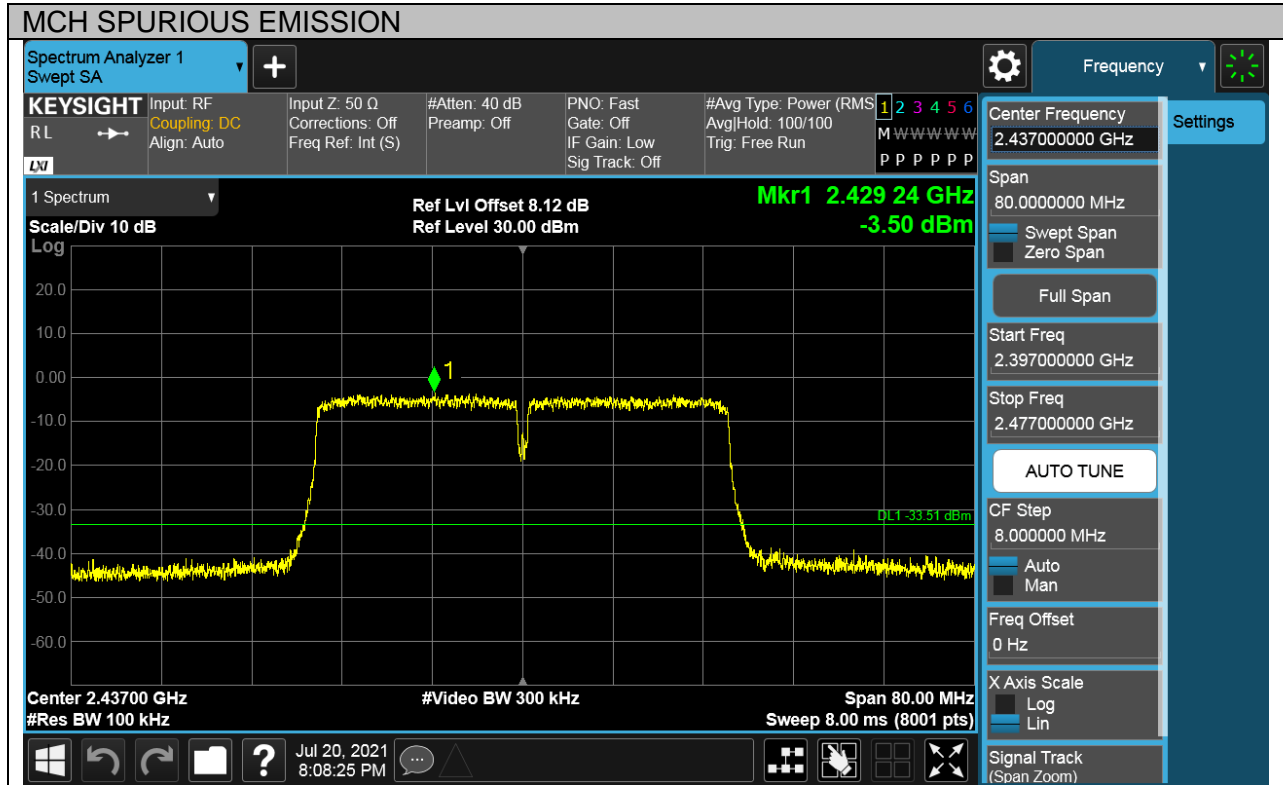 MCH SPURIOUS EMISSION
Spectrum Analyzer 1
Swept SA
Frequency
KEYSIGHT
R L
LXI
Input: RF
Coupling: DC
Align: Auto
Input Z: 50 Ω
Corrections: Off
Freq Ref: Int (S)
#Atten: 40 dB
Preamp: Off
PNO: Fast
Gate: Off
IF Gain: Low
Sig Track: Off
#Avg Type: Power (RMS
Avg|Hold: 100/100
Trig: Free Run
1 2 3 4 5 6
M W W W W W
P P P P P P
1 Spectrum
Scale/Div 10 dB
Log
Ref Lvl Offset 8.12 dB
Ref Level 30.00 dBm
Mkr1 2.429 24 GHz
-3.50 dBm
20.0
10.0
0.00
-10.0
-20.0
-30.0
-40.0
-50.0
-60.0
1
DL1 -33.51 dBm
Center 2.43700 GHz
#Video BW 300 kHz
Span 80.00 MHz
#Res BW 100 kHz
Sweep 8.00 ms (8001 pts)
Jul 20, 2021
8:08:25 PM
Center Frequency
2.437000000 GHz
Settings
Span
80.0000000 MHz
Swept Span
Zero Span
Full Span
Start Freq
2.397000000 GHz
Stop Freq
2.477000000 GHz
AUTO TUNE
CF Step
8.000000 MHz
Auto
Man
Freq Offset
0 Hz
X Axis Scale
Log
Lin
Signal Track
(Span Zoom)